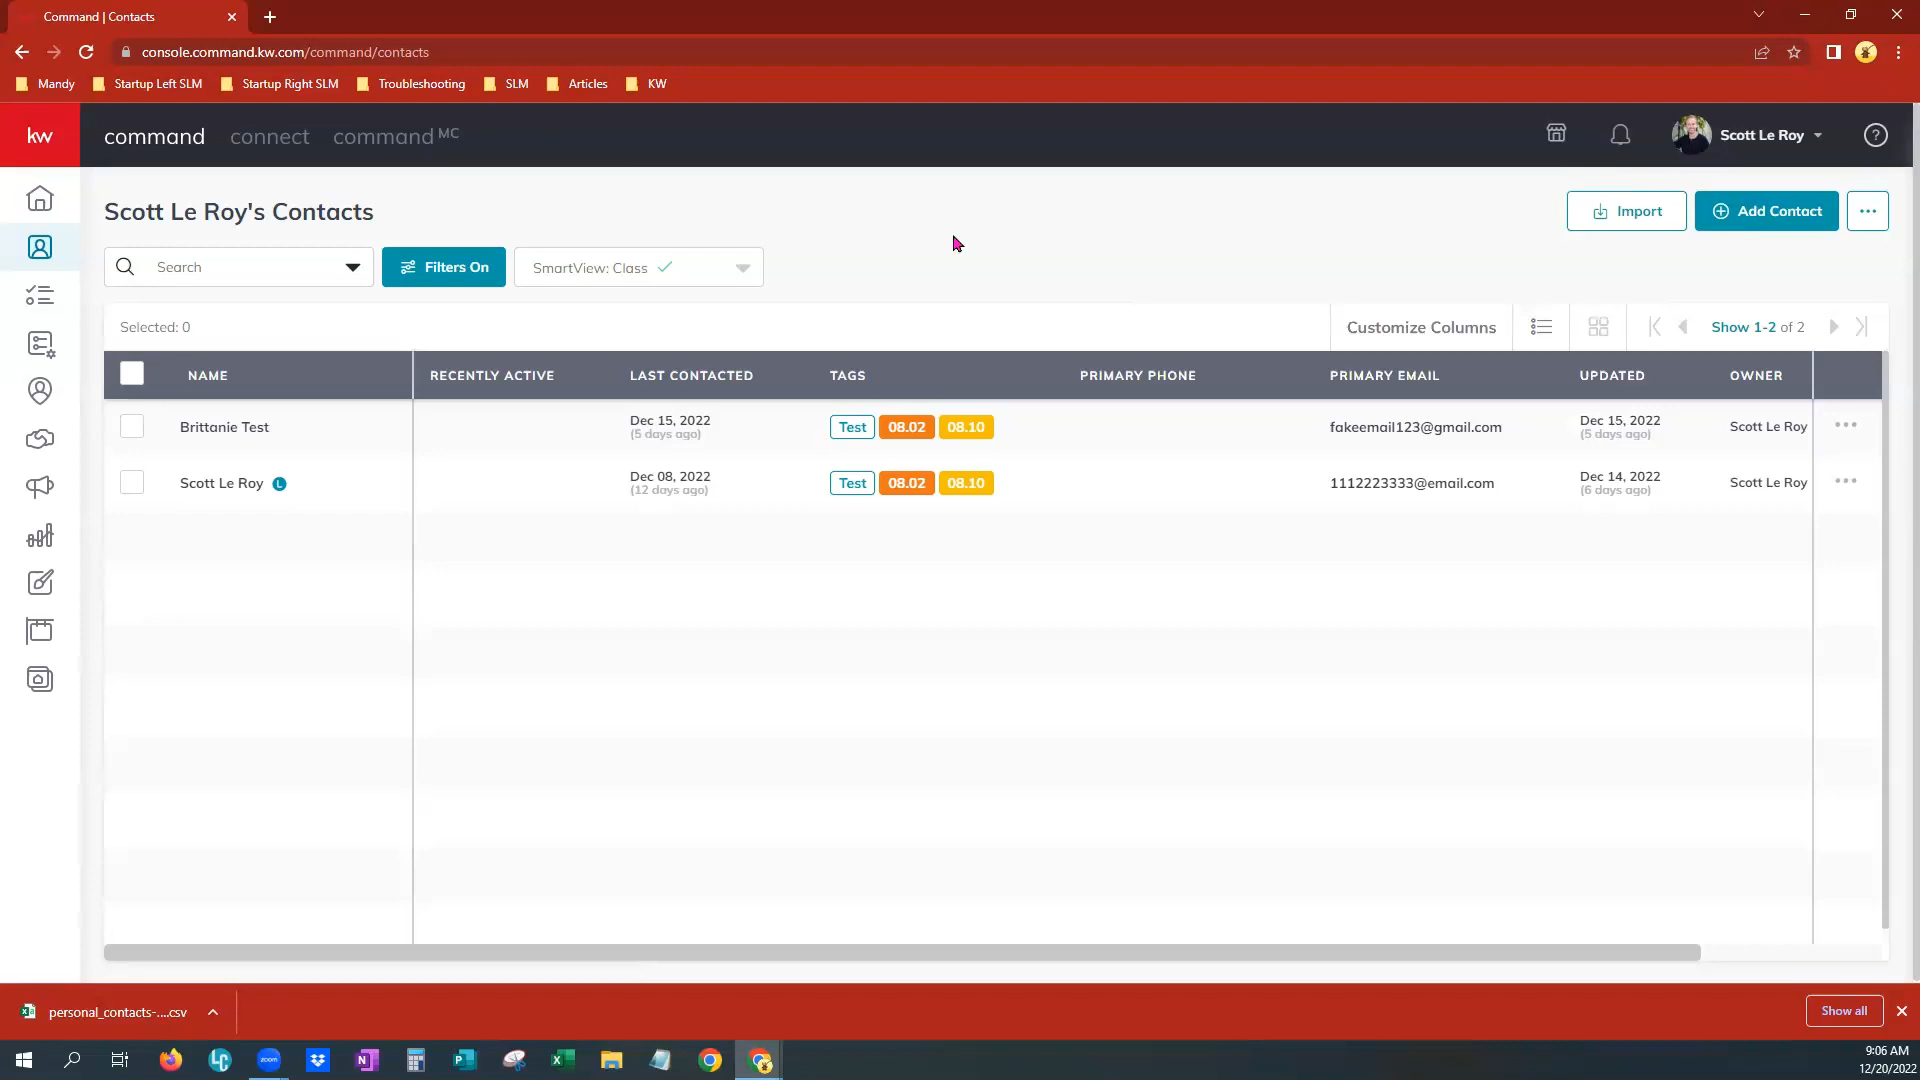 Command | Contacts
console.command.kw.com/command/contacts
Mandy
Startup Left SLM
Startup Right SLM
Troubleshooting
SLM
Articles
KW
kw
command
connect
command MC
Scott Le Roy
Scott Le Roy's Contacts
Import
Add Contact
Search
Filters On
SmartView: Class
Selected: 0
Customize Columns
Show 1-2 of 2
NAME
RECENTLY ACTIVE
LAST CONTACTED
TAGS
PRIMARY PHONE
PRIMARY EMAIL
UPDATED
OWNER
Brittanie Test
Dec 15, 2022
(5 days ago)
Test
08.02
08.10
fakeemail123@gmail.com
Dec 15, 2022
(5 days ago)
Scott Le Roy
Scott Le Roy L
Dec 08, 2022
(12 days ago)
Test
08.02
08.10
1112223333@email.com
Dec 14, 2022
(6 days ago)
Scott Le Roy
personal_contacts-....csv
Show all
LC
zoom
N
P
X
9:06 AM
12/20/2022